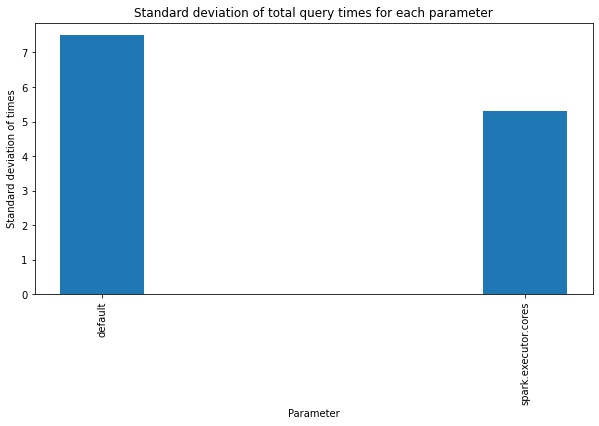 Standard deviation of total query times for each parameter
Standard deviation of times
7
6
5
4
3
2
1
0
default
spark.executor.cores
Parameter